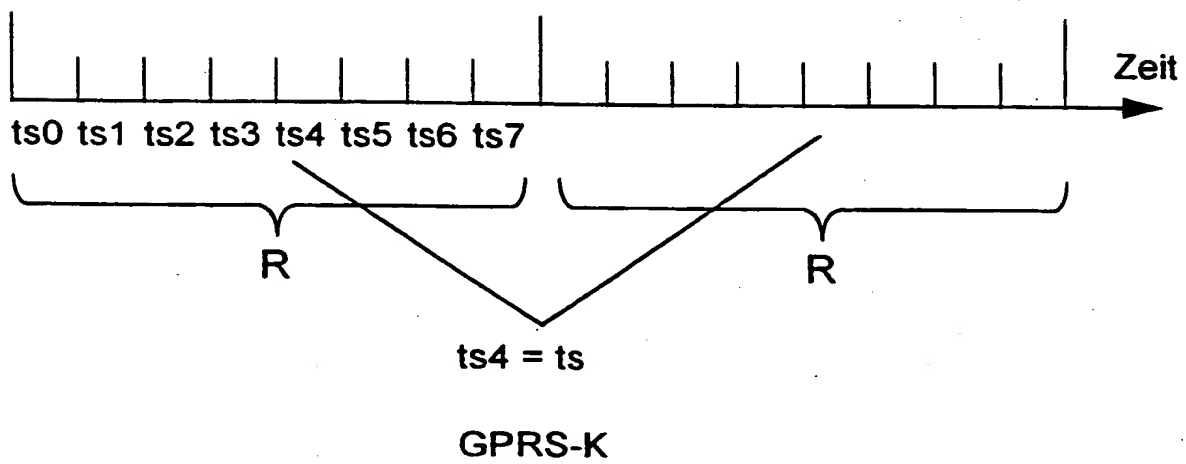 Zeit
ts0 ts1 ts2 ts3 ts4 ts5 ts6 ts7
R R
ts4 = ts
GPRS-K